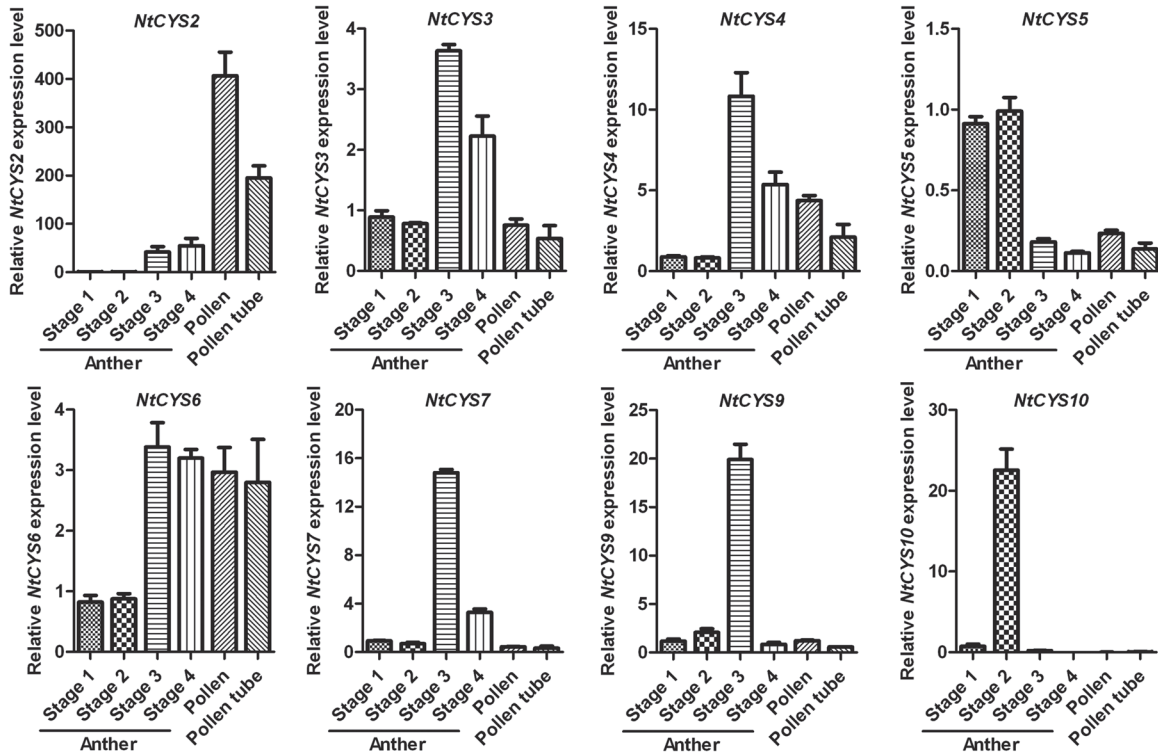 NtCYS2
Relative NtCYS2 expression level
500
400
300
200
100
0
Stage 1
Stage 2
Stage 3
Stage 4
Pollen
Pollen tube
Anther
NtCYS3
Relative NtCYS3 expression level
4
3
2
1
0
Stage 1
Stage 2
Stage 3
Stage 4
Pollen
Pollen tube
Anther
NtCYS4
Relative NtCYS4 expression level
15
10
5
0
Stage 1
Stage 2
Stage 3
Stage 4
Pollen
Pollen tube
Anther
NtCYS5
Relative NtCYS5 expression level
1.5
1.0
0.5
0.0
Stage 1
Stage 2
Stage 3
Stage 4
Pollen
Pollen tube
Anther
NtCYS6
Relative NtCYS6 expression level
4
3
2
1
0
Stage 1
Stage 2
Stage 3
Stage 4
Pollen
Pollen tube
Anther
NtCYS7
Relative NtCYS7 expression level
20
16
12
8
4
0
Stage 1
Stage 2
Stage 3
Stage 4
Pollen
Pollen tube
Anther
NtCYS9
Relative NtCYS9 expression level
25
20
15
10
5
0
Stage 1
Stage 2
Stage 3
Stage 4
Pollen
Pollen tube
Anther
NtCYS10
Relative NtCYS10 expression level
30
20
10
0
Stage 1
Stage 2
Stage 3
Stage 4
Pollen
Pollen tube
Anther